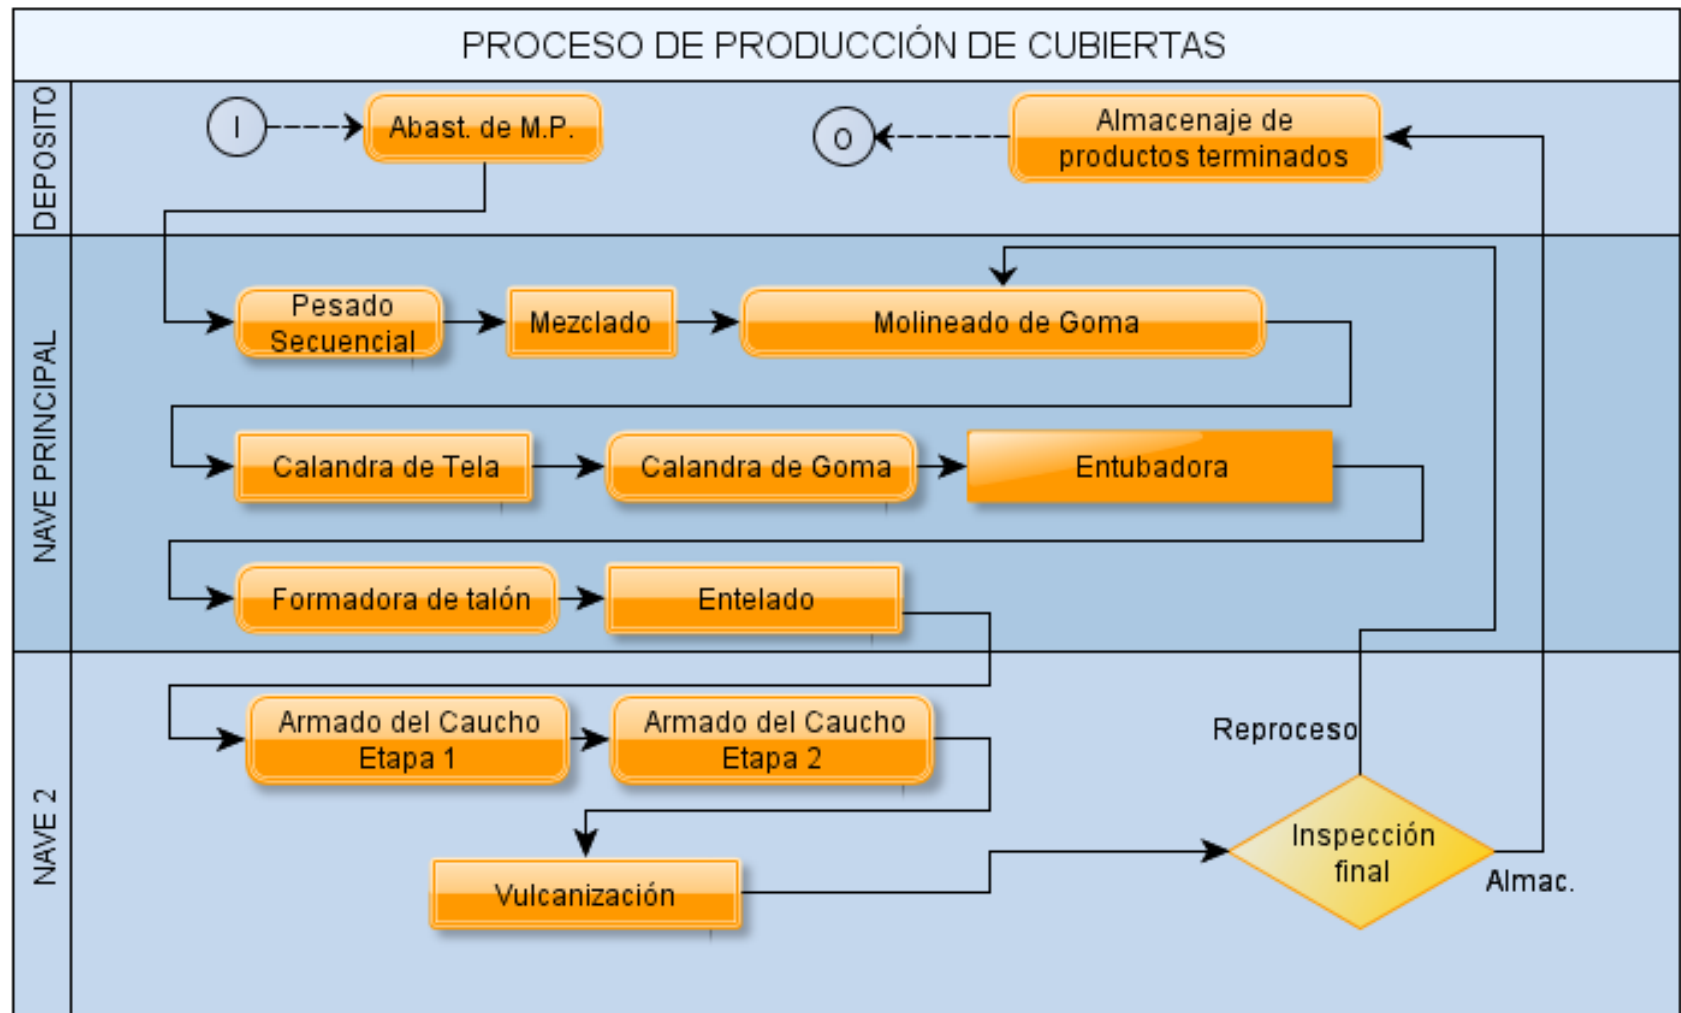 PROCESO DE PRODUCCIÓN DE CUBIERTAS
DEPOSITO
I
Abast. de M.P.
O
Almacenaje de
productos terminados
NAVE PRINCIPAL
Pesado
Secuencial
Mezclado
Molineado de Goma
Calandra de Tela
Calandra de Goma
Entubadora
Formadora de talón
Entelado
NAVE 2
Armado del Caucho
Etapa 1
Armado del Caucho
Etapa 2
Reproceso
Vulcanización
Inspección
final
Almac.